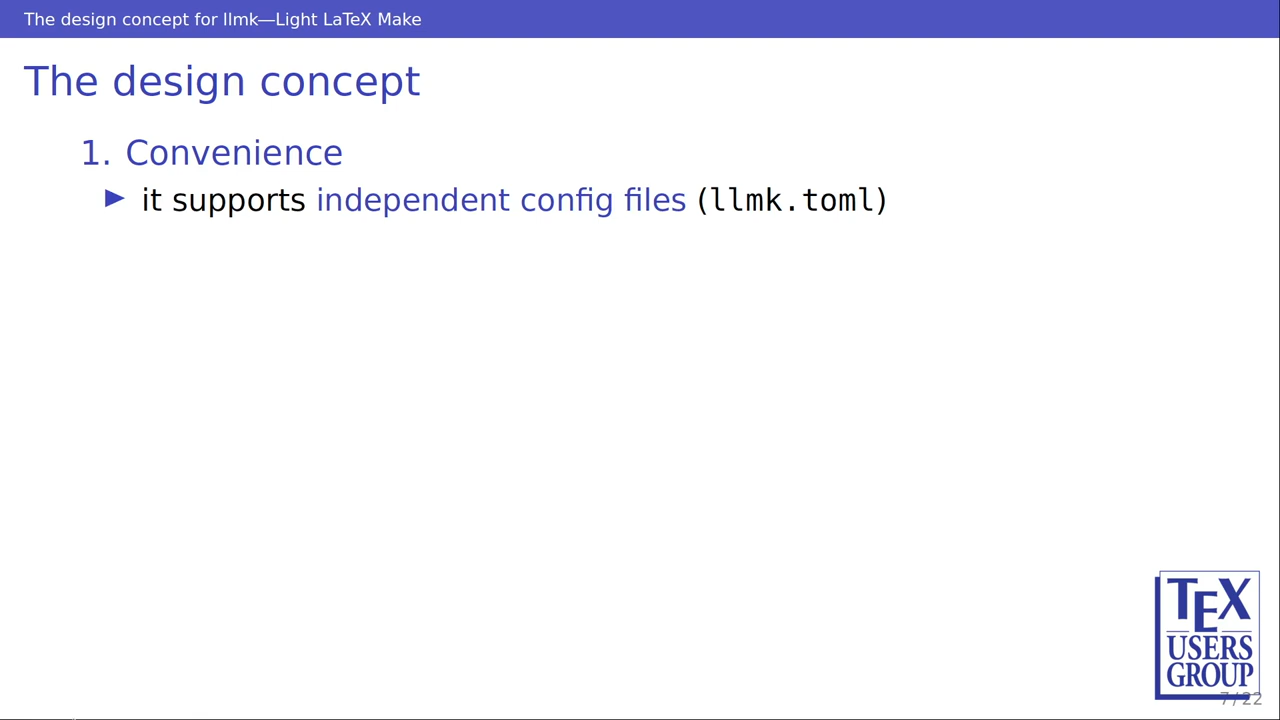 The design concept for llmk—Light LaTeX Make
The design concept
1. Convenience
▶ it supports independent config files (llmk.toml)
TEX
USERS
GROUP
7/22